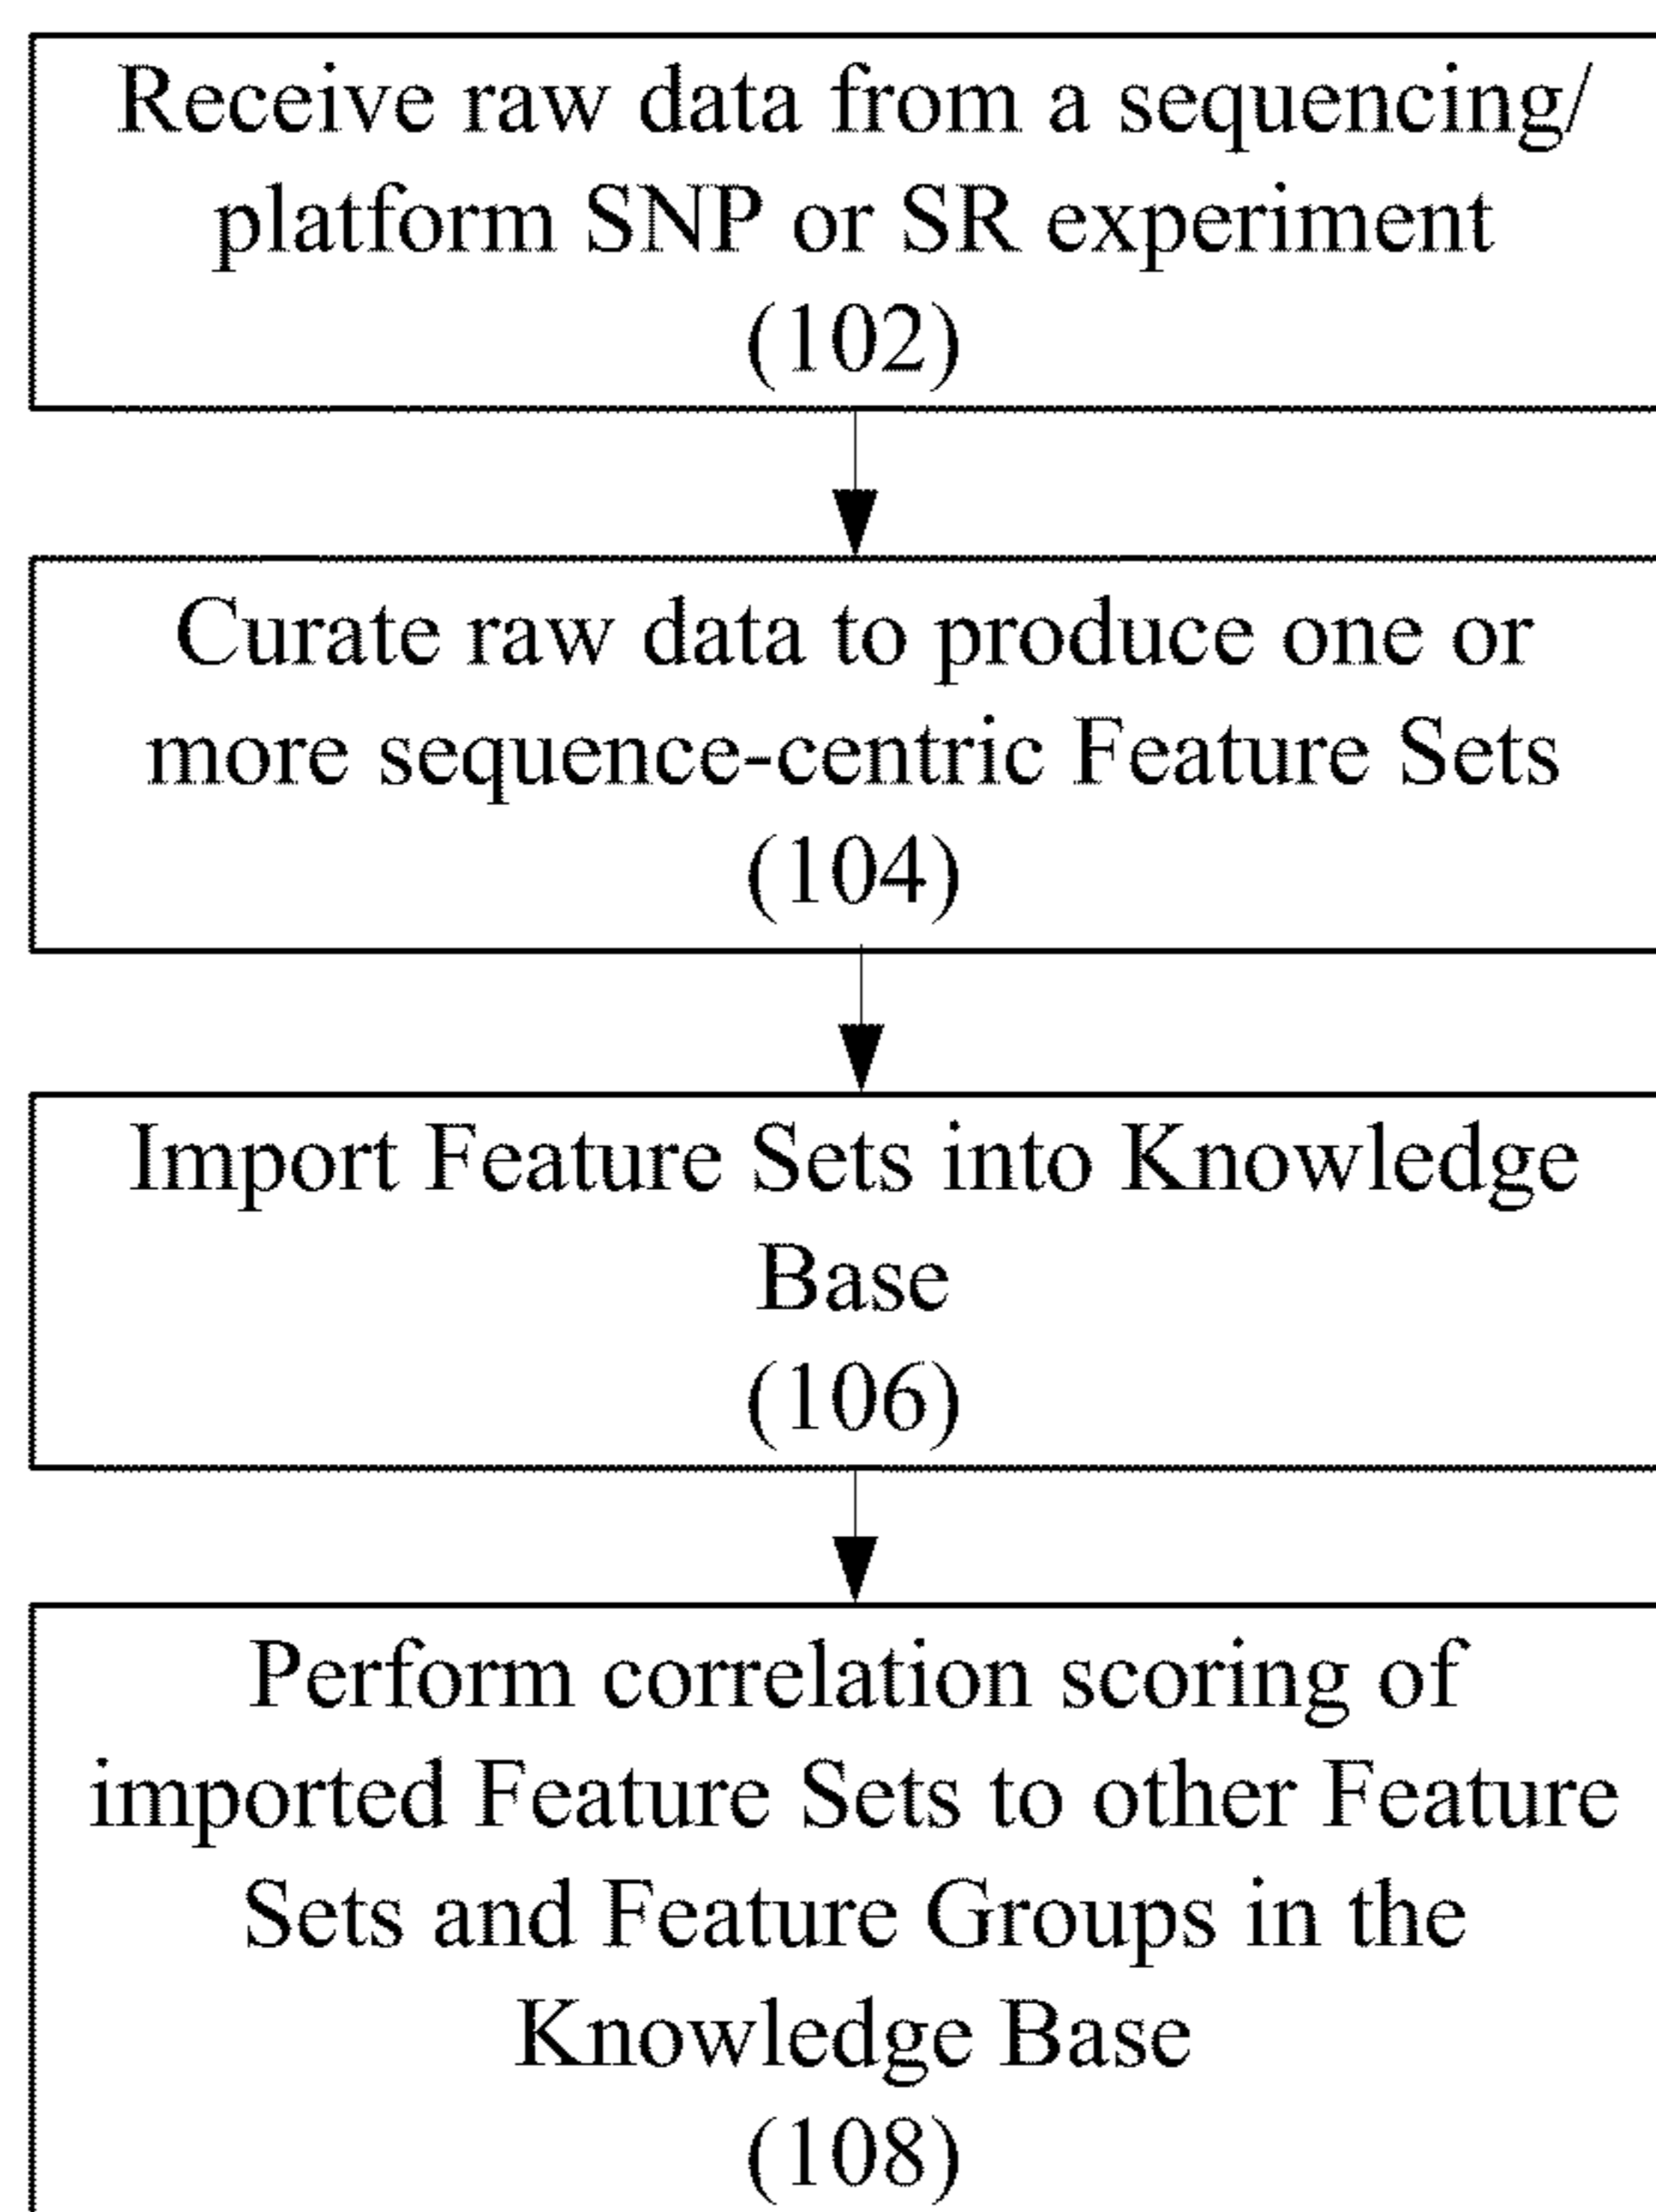 Receive raw data from a sequencing/
platform SNP or SR experiment
(102)
Curate raw data to produce one or
more sequence-centric Feature Sets
(104)
Import Feature Sets into Knowledge
Base
(106)
Perform correlation scoring of
imported Feature Sets to other Feature
Sets and Feature Groups in the
Knowledge Base
(108)